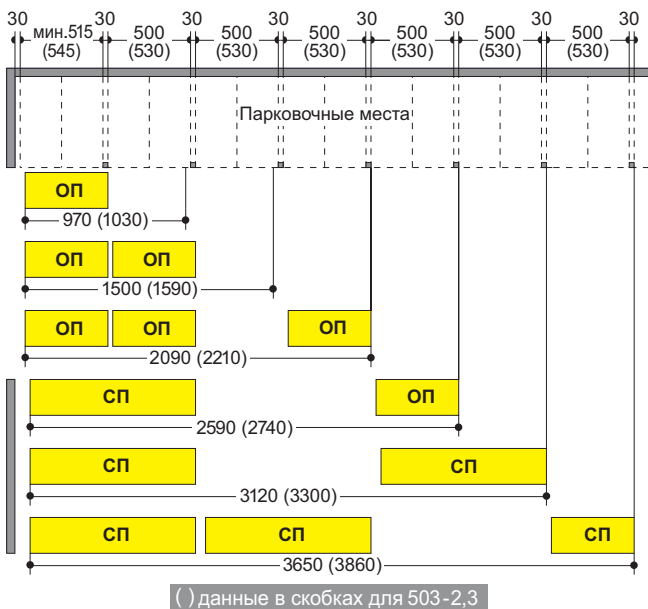 30 мин.515 30 500 30 500 30 500 30 500 30 500 30 500 30
(545) (530) (530) (530) (530) (530) (530)
Парковочные места
ОП
970 (1030)
ОП ОП
1500 (1590)
ОП ОП ОП
2090 (2210)
СП ОП
2590 (2740)
СП СП
3120 (3300)
СП СП СП
3650 (3860)
( ) данные в скобках для 503-2,3